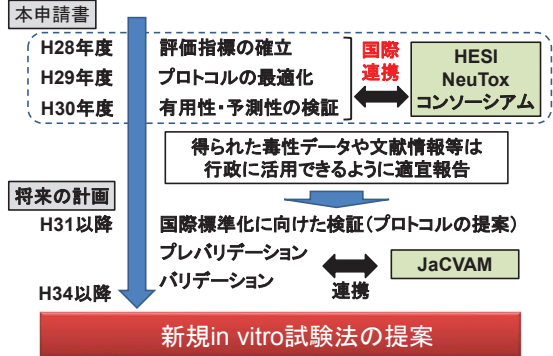 本申請書
H28年度 評価指標の確立
H29年度 プロトコルの最適化
H30年度 有用性・予測性の検証
国際
連携
HESI
NeuTox
コンソーシアム
得られた毒性データや文献情報等は
行政に活用できるように適宜報告
将来の計画
H31以降 国際標準化に向けた検証(プロトコルの提案)
プレバリデーション
バリデーション
連携
JaCVAM
H34以降
新規in vitro試験法の提案